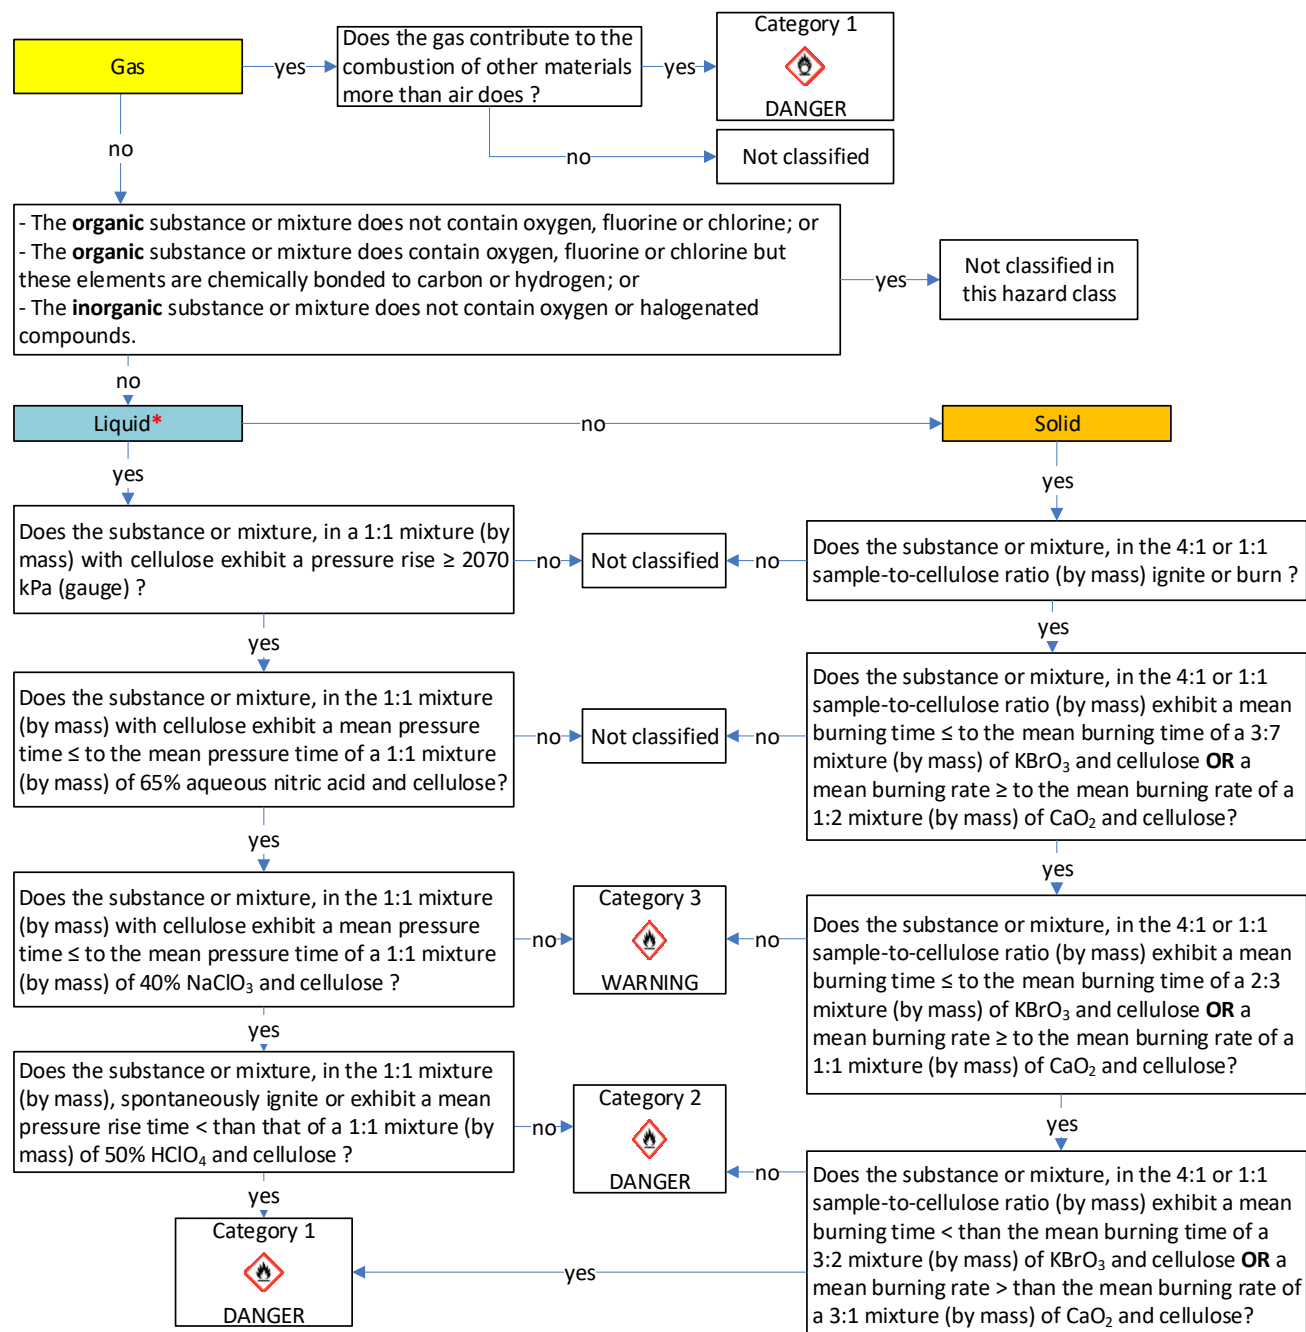 Gas
yes
Does the gas contribute to the
combustion of other materials
more than air does ?
yes
Category 1
DANGER
no
no
Not classified
- The organic substance or mixture does not contain oxygen, fluorine or chlorine; or
- The organic substance or mixture does contain oxygen, fluorine or chlorine but
these elements are chemically bonded to carbon or hydrogen; or
- The inorganic substance or mixture does not contain oxygen or halogenated
compounds.
yes
Not classified in
this hazard class
no
Liquid*
no
Solid
yes
yes
Does the substance or mixture, in a 1:1 mixture (by
mass) with cellulose exhibit a pressure rise ≥ 2070
kPa (gauge) ?
no
Not classified
no
Does the substance or mixture, in the 4:1 or 1:1
sample-to-cellulose ratio (by mass) ignite or burn ?
yes
yes
Does the substance or mixture, in the 1:1 mixture
(by mass) with cellulose exhibit a mean pressure
time ≤ to the mean pressure time of a 1:1 mixture
(by mass) of 65% aqueous nitric acid and cellulose?
no
Not classified
no
Does the substance or mixture, in the 4:1 or 1:1
sample-to-cellulose ratio (by mass) exhibit a mean
burning time ≤ to the mean burning time of a 3:7
mixture (by mass) of KBrO₃ and cellulose OR a
mean burning rate ≥ to the mean burning rate of a
1:2 mixture (by mass) of CaO₂ and cellulose?
yes
yes
Does the substance or mixture, in the 1:1 mixture
(by mass) with cellulose exhibit a mean pressure
time ≤ to the mean pressure time of a 1:1 mixture
(by mass) of 40% NaClO₃ and cellulose ?
no
Category 3
WARNING
no
Does the substance or mixture, in the 4:1 or 1:1
sample-to-cellulose ratio (by mass) exhibit a mean
burning time ≤ to the mean burning time of a 2:3
mixture (by mass) of KBrO₃ and cellulose OR a
mean burning rate ≥ to the mean burning rate of a
1:1 mixture (by mass) of CaO₂ and cellulose?
yes
yes
Does the substance or mixture, in the 1:1 mixture
(by mass), spontaneously ignite or exhibit a mean
pressure rise time < than that of a 1:1 mixture (by
mass) of 50% HClO₄ and cellulose ?
no
Category 2
DANGER
no
Does the substance or mixture, in the 4:1 or 1:1
sample-to-cellulose ratio (by mass) exhibit a mean
burning time < than the mean burning time of a
3:2 mixture (by mass) of KBrO₃ and cellulose OR a
mean burning rate > than the mean burning rate of
a 3:1 mixture (by mass) of CaO₂ and cellulose?
yes
yes
Category 1
DANGER